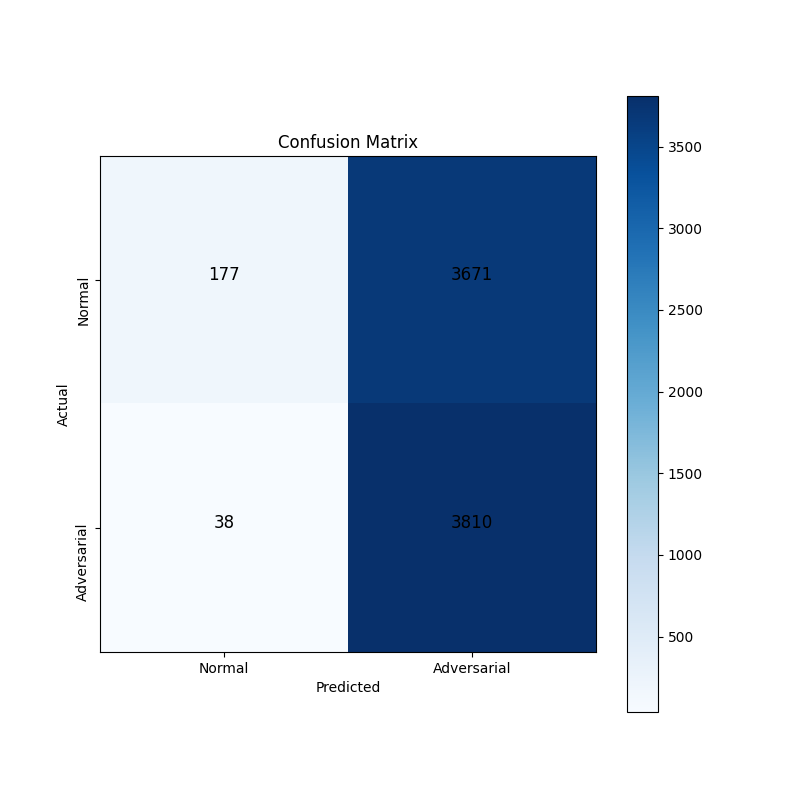 Confusion Matrix
Normal
177
3671
Actual
Adversarial
38
3810
Normal
Adversarial
Predicted
3500
3000
2500
2000
1500
1000
500